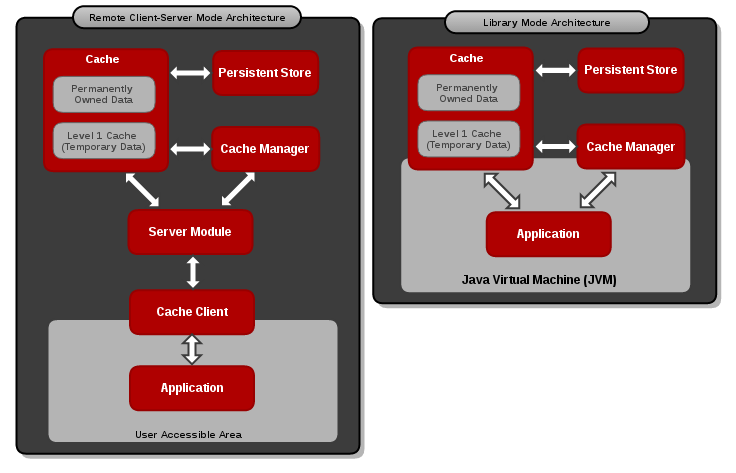 Remote Client-Server Mode Architecture
Cache
Permanently
Owned Data
Level 1 Cache
(Temporary Data)
Persistent Store
Cache Manager
Server Module
Cache Client
Application
User Accessible Area
Library Mode Architecture
Cache
Permanently
Owned Data
Level 1 Cache
(Temporary Data)
Persistent Store
Cache Manager
Application
Java Virtual Machine (JVM)